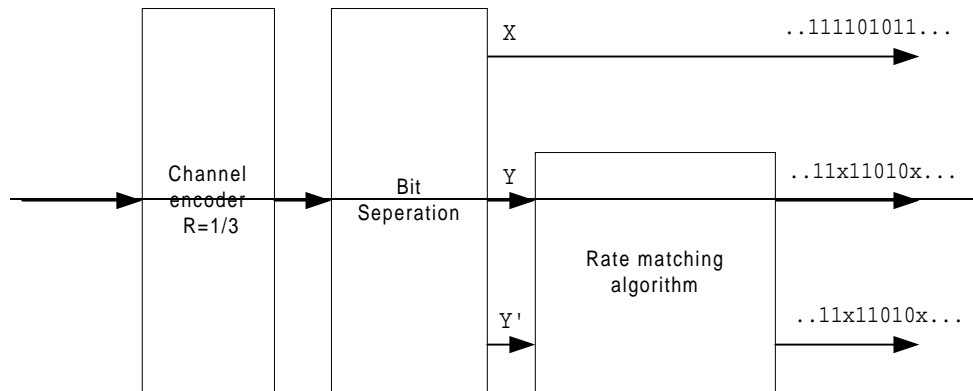 X
..111101011...
Channel
encoder
R=1/3
Bit
Seperation
Y
..11x11010x...
Rate matching
algorithm
Y'
..11x11010x...